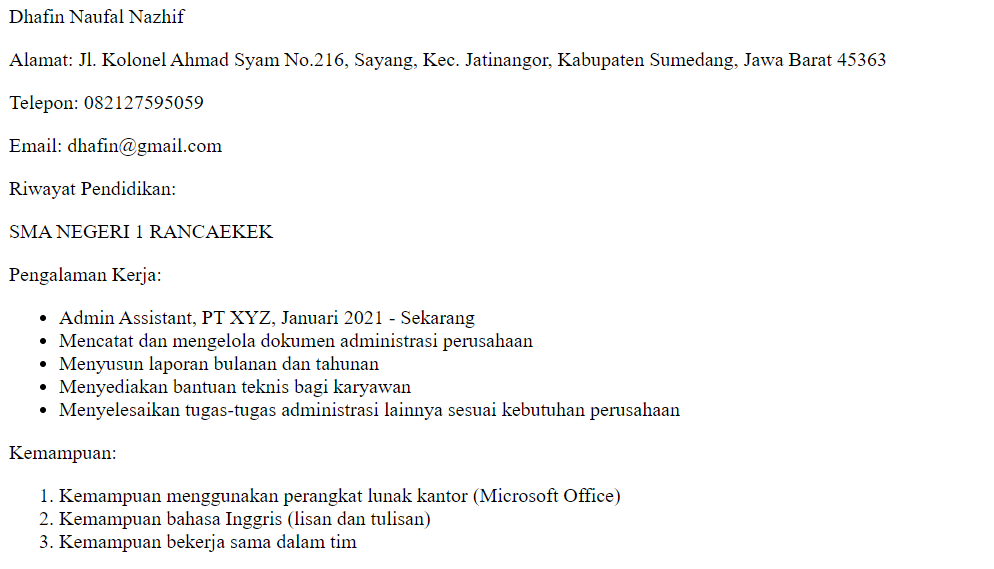 Dhafin Naufal Nazhif
Alamat: Jl. Kolonel Ahmad Syam No.216, Sayang, Kec. Jatinangor, Kabupaten Sumedang, Jawa Barat 45363
Telepon: 082127595059
Email: dhafin@gmail.com
Riwayat Pendidikan:
SMA NEGERI 1 RANCAEKEK
Pengalaman Kerja:
• Admin Assistant, PT XYZ, Januari 2021 - Sekarang
• Mencatat dan mengelola dokumen administrasi perusahaan
• Menyusun laporan bulanan dan tahunan
• Menyediakan bantuan teknis bagi karyawan
• Menyelesaikan tugas-tugas administrasi lainnya sesuai kebutuhan perusahaan
Kemampuan:
1. Kemampuan menggunakan perangkat lunak kantor (Microsoft Office)
2. Kemampuan bahasa Inggris (lisan dan tulisan)
3. Kemampuan bekerja sama dalam tim